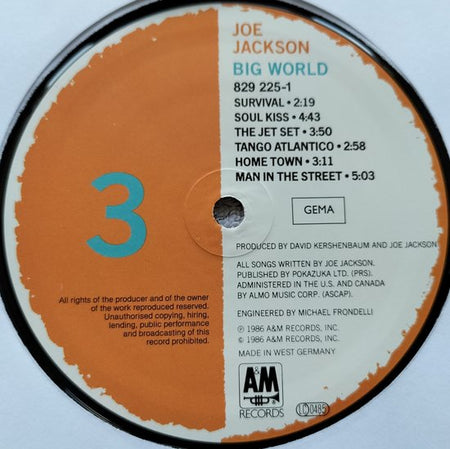 JOE
JACKSON
BIG WORLD
829 225-1
SURVIVAL • 2:19
SOUL KISS • 4:43
THE JET SET • 3:50
TANGO ATLANTICO • 2:58
HOME TOWN • 3:11
MAN IN THE STREET • 5:03
3
GEMA
PRODUCED BY DAVID KERSHENBAUM AND JOE JACKSON
ALL SONGS WRITTEN BY JOE JACKSON.
PUBLISHED BY POKAZUKA LTD. (PRS).
ADMINISTERED IN THE U.S. AND CANADA
BY ALMO MUSIC CORP. (ASCAP).
ENGINEERED BY MICHAEL FRONDELLI
℗ 1986 A&M RECORDS, INC.
© 1986 A&M RECORDS, INC.
MADE IN WEST GERMANY
All rights of the producer and of the owner
of the work reproduced reserved.
Unauthorised copying, hiring,
lending, public performance
and broadcasting of this
record prohibited.
A&M
RECORDS
LC 0485